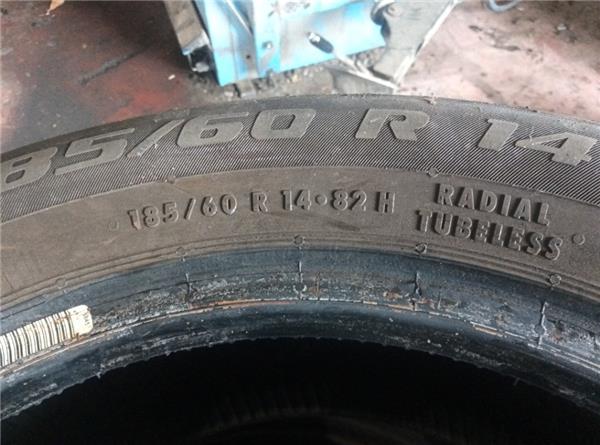 85/60 R 14
185/60 R 14·82 H
RADIAL
TUBELESS